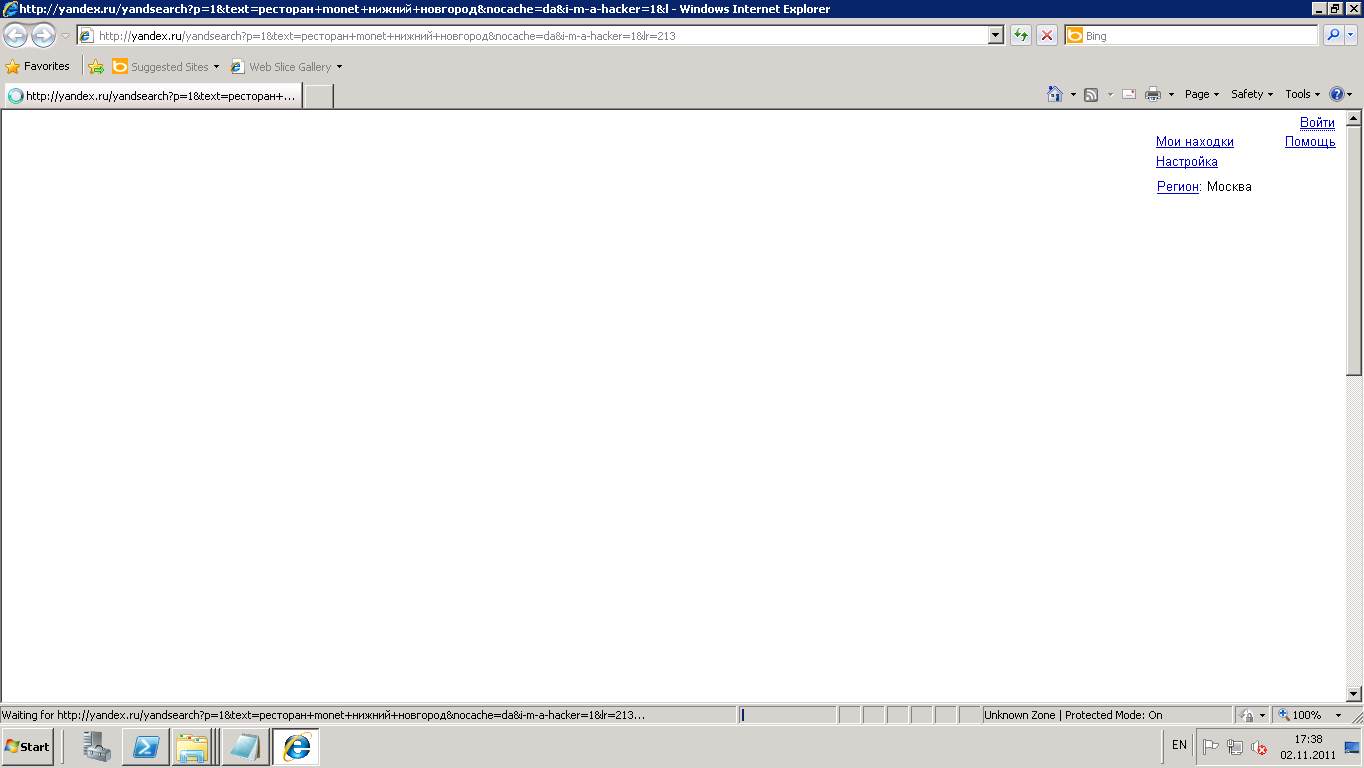 http://yandex.ru/yandsearch?p=1&text=ресторан+monet+нижний+новгород&nocache=da&i-m-a-hacker=1&l - Windows Internet Explorer
http://yandex.ru/yandsearch?p=1&text=ресторан+monet+нижний+новгород&nocache=da&i-m-a-hacker=1&lr=213
Bing
Favorites
Suggested Sites
Web Slice Gallery
http://yandex.ru/yandsearch?p=1&text=ресторан+...
Page
Safety
Tools
Войти
Мои находки
Помощь
Настройка
Регион: Москва
Waiting for http://yandex.ru/yandsearch?p=1&text=ресторан+monet+нижний+новгород&nocache=da&i-m-a-hacker=1&lr=213...
Unknown Zone | Protected Mode: On
100%
Start
EN
17:38
02.11.2011